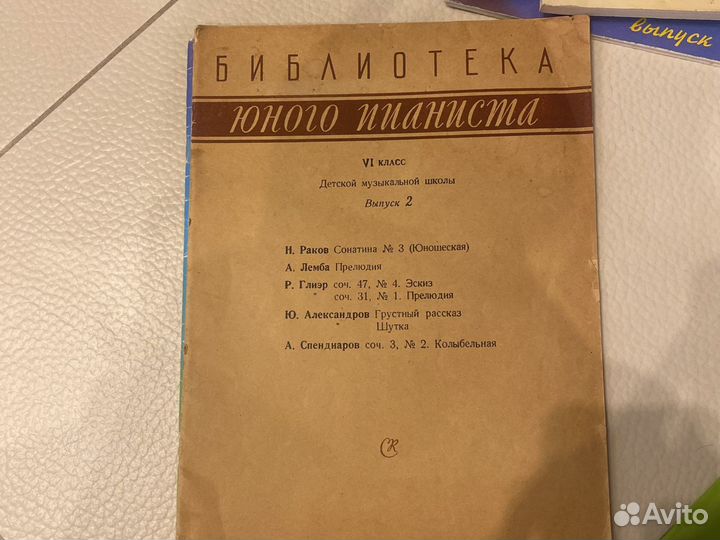 выпуск
БИБЛИОТЕКА
ЮНОГО ПИАНИСТА
VI КЛАСС
Детской музыкальной школы
Выпуск 2
Н. Раков Сонатина № 3 (Юношеская)
А. Лемба Прелюдия
Р. Глиэр соч. 47, № 4. Эскиз
" соч. 31, № 1. Прелюдия
Ю. Александров Грустный рассказ
" Шутка
А. Спендиаров соч. 3, № 2. Колыбельная
СК
Avito